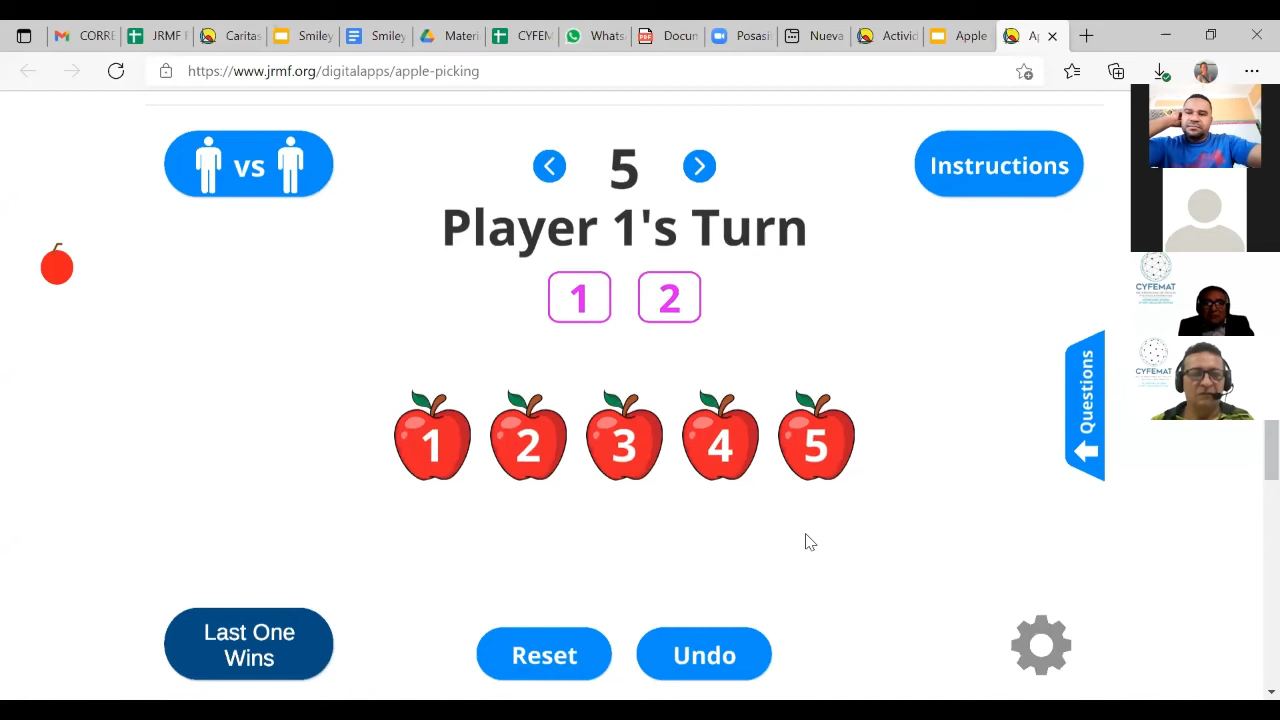 CORRE
JRMF I
Caritas
Smiley
Smiley
Materi
CYFEM
Whats
Docun
Posasi
Nueva
Activid
Apple
A
https://www.jrmf.org/digitalapps/apple-picking
vs
5
Instructions
Player 1's Turn
1 2
1 2 3 4 5
Questions
Last One
Wins
Reset
Undo
CYFEMAT
CYFEMAT